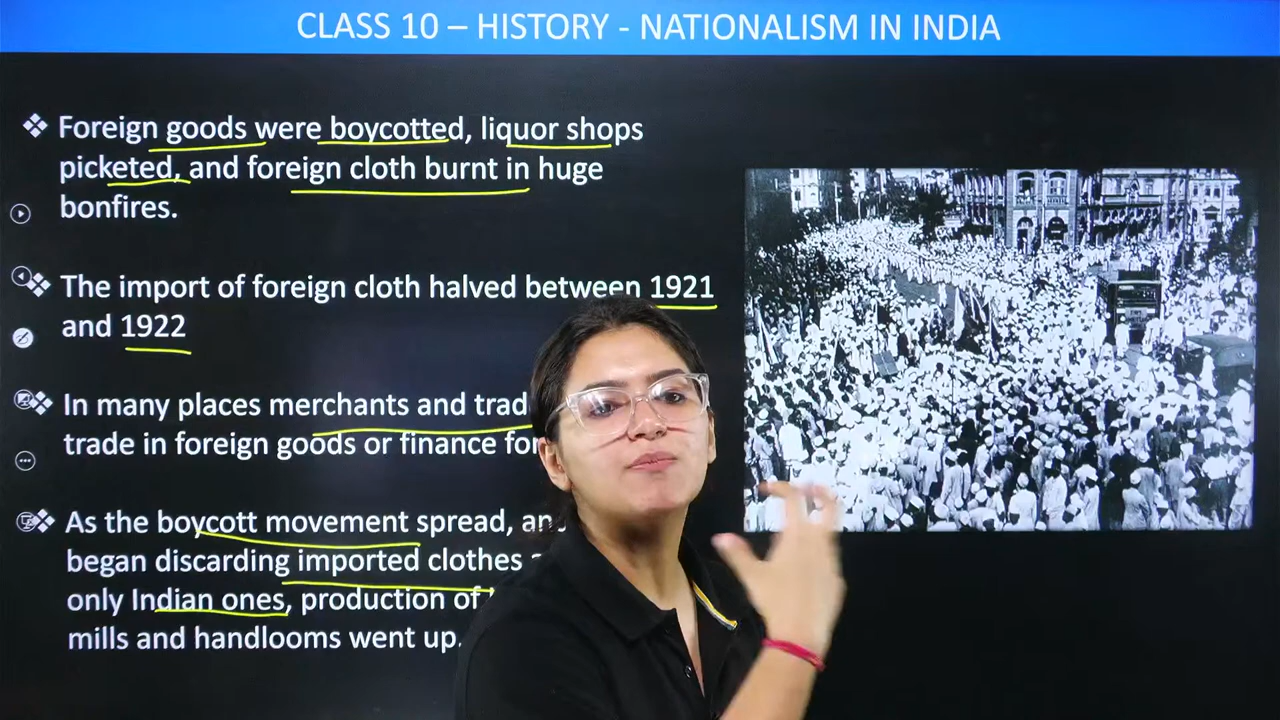 CLASS 10 – HISTORY - NATIONALISM IN INDIA
❖ Foreign goods were boycotted, liquor shops
picketed, and foreign cloth burnt in huge
bonfires.
❖ The import of foreign cloth halved between 1921
and 1922
❖ In many places merchants and
trade in foreign goods or finance
❖ As the boycott movement spread,
began discarding imported clothes
only Indian ones, production of
mills and handlooms went up.